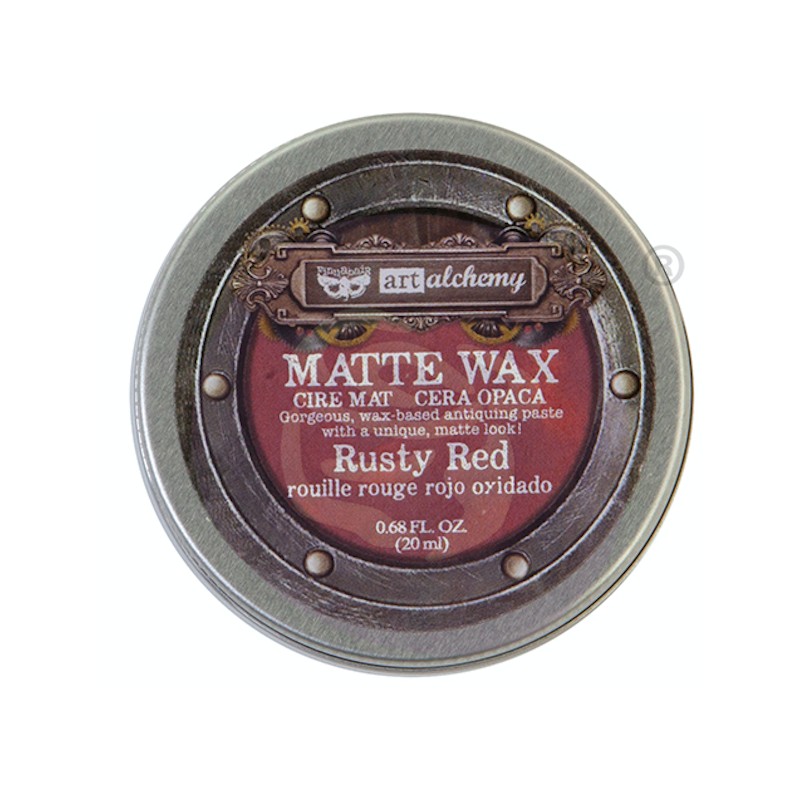 Finnabair
art alchemy
®
MATTE WAX
CIRE MAT CERA OPACA
Gorgeous, wax-based antiquing paste
with a unique, matte look!
Rusty Red
rouille rouge rojo oxidado
0.68 FL. OZ.
(20 ml)